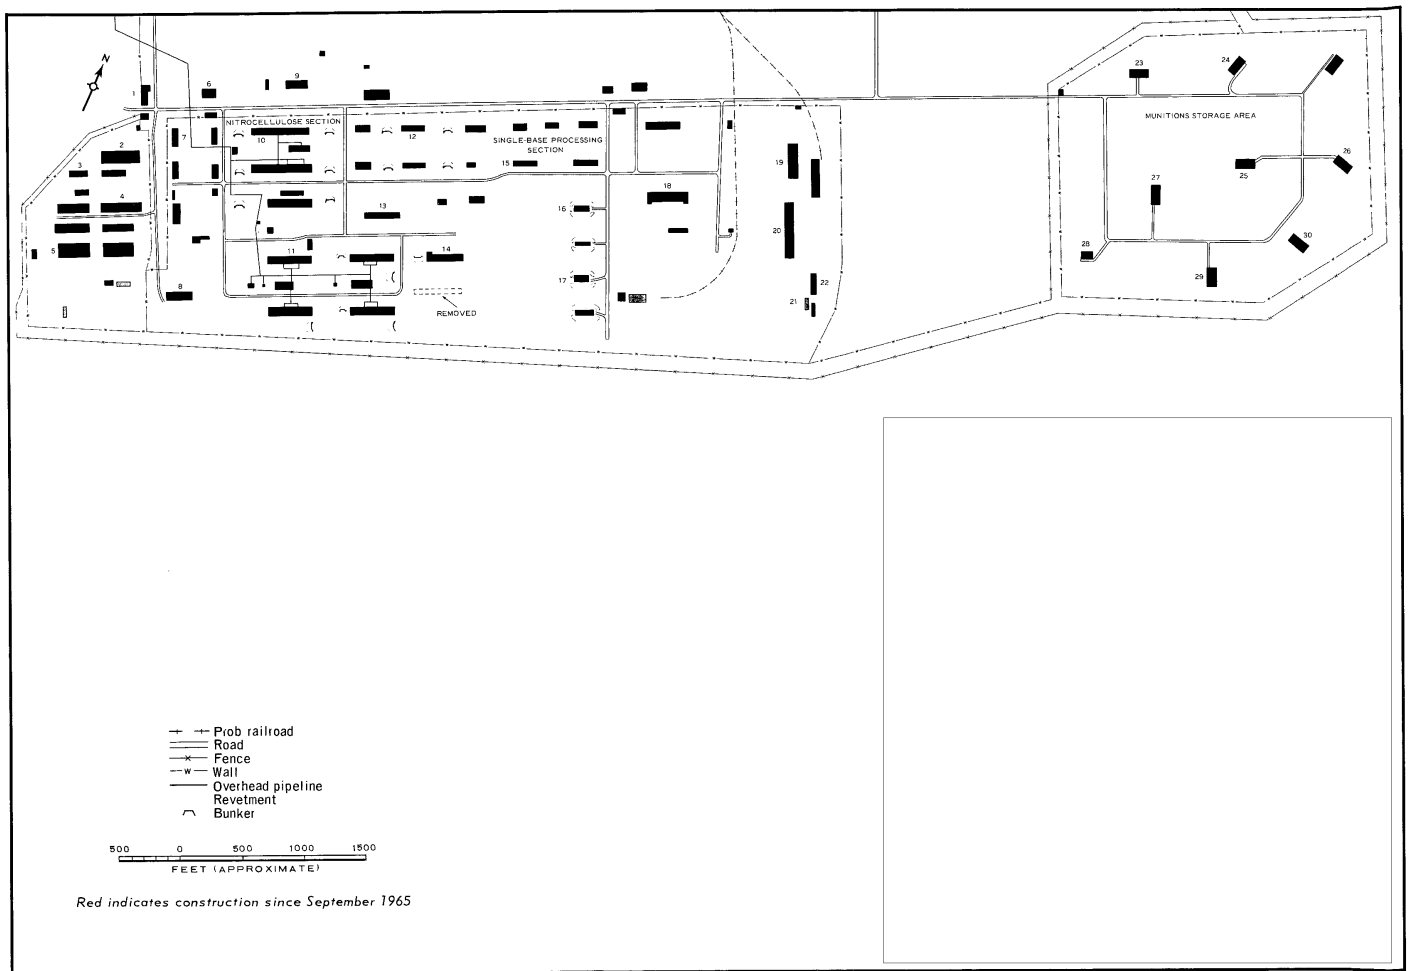 N
1
2
3
4
5
6
7
8
9
NITROCELLULOSE SECTION
10
11
12
SINGLE-BASE PROCESSING
SECTION
13
14
15
16
17
18
19
20
21
22
REMOVED
23
24
MUNITIONS STORAGE AREA
25
26
27
28
29
30
Prob railroad
Road
Fence
W Wall
Overhead pipeline
Revetment
Bunker
500 0 500 1000 1500
FEET (APPROXIMATE)
Red indicates construction since September 1965